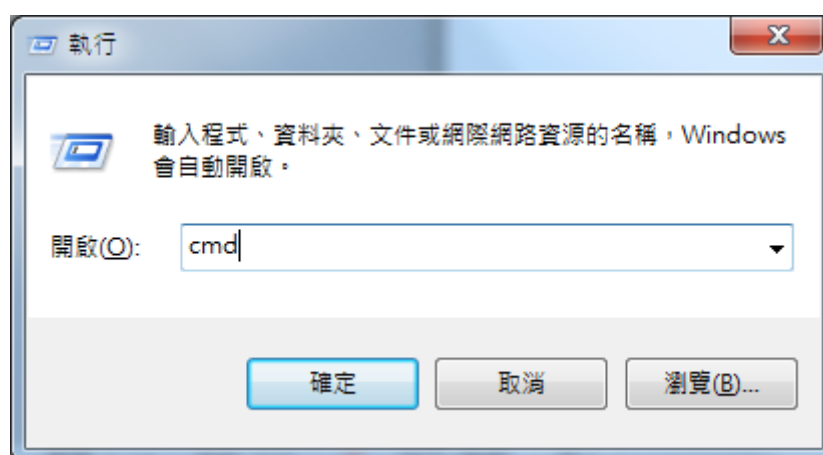 執行
輸入程式、資料夾、文件或網際網路資源的名稱，Windows
會自動開啟。
開啟(O):
cmd
確定
取消
瀏覽(B)...